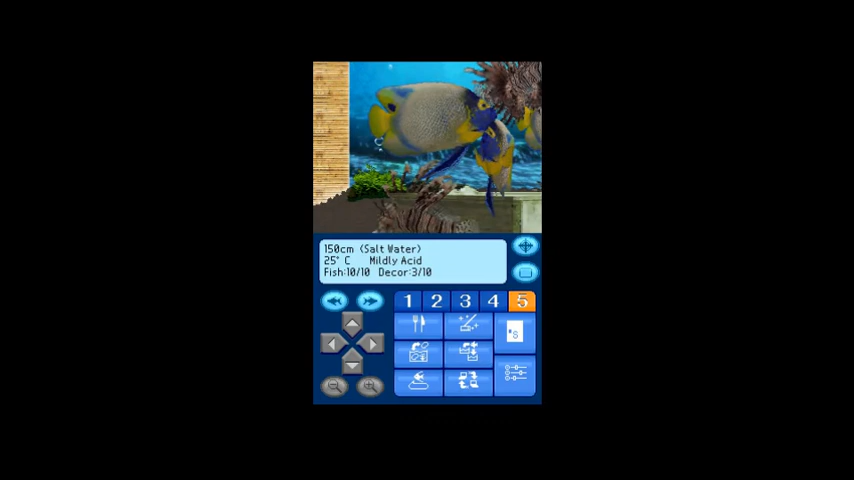 150cm (Salt Water)
25° C Mildly Acid
Fish:10/10 Decor:3/10
1 2 3 4 5
S